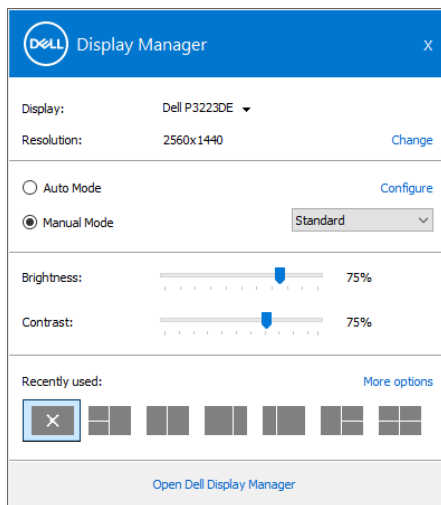 DELL Display Manager X
Display: Dell P3223DE
Resolution: 2560x1440 Change
Auto Mode Configure
Manual Mode Standard
Brightness: 75%
Contrast: 75%
Recently used: More options
Open Dell Display Manager